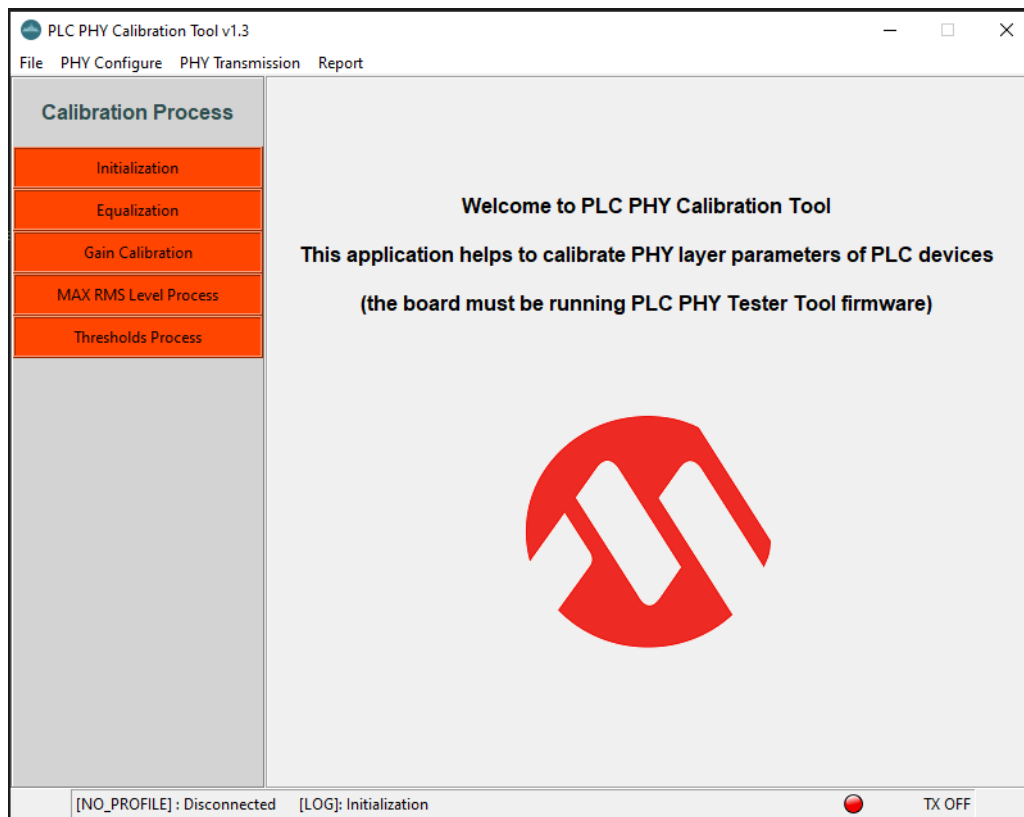 PLC PHY Calibration Tool v1.3
File PHY Configure PHY Transmission Report
Calibration Process
Initialization
Equalization
Gain Calibration
MAX RMS Level Process
Thresholds Process
Welcome to PLC PHY Calibration Tool
This application helps to calibrate PHY layer parameters of PLC devices
(the board must be running PLC PHY Tester Tool firmware)
[NO_PROFILE] : Disconnected [LOG]: Initialization TX OFF